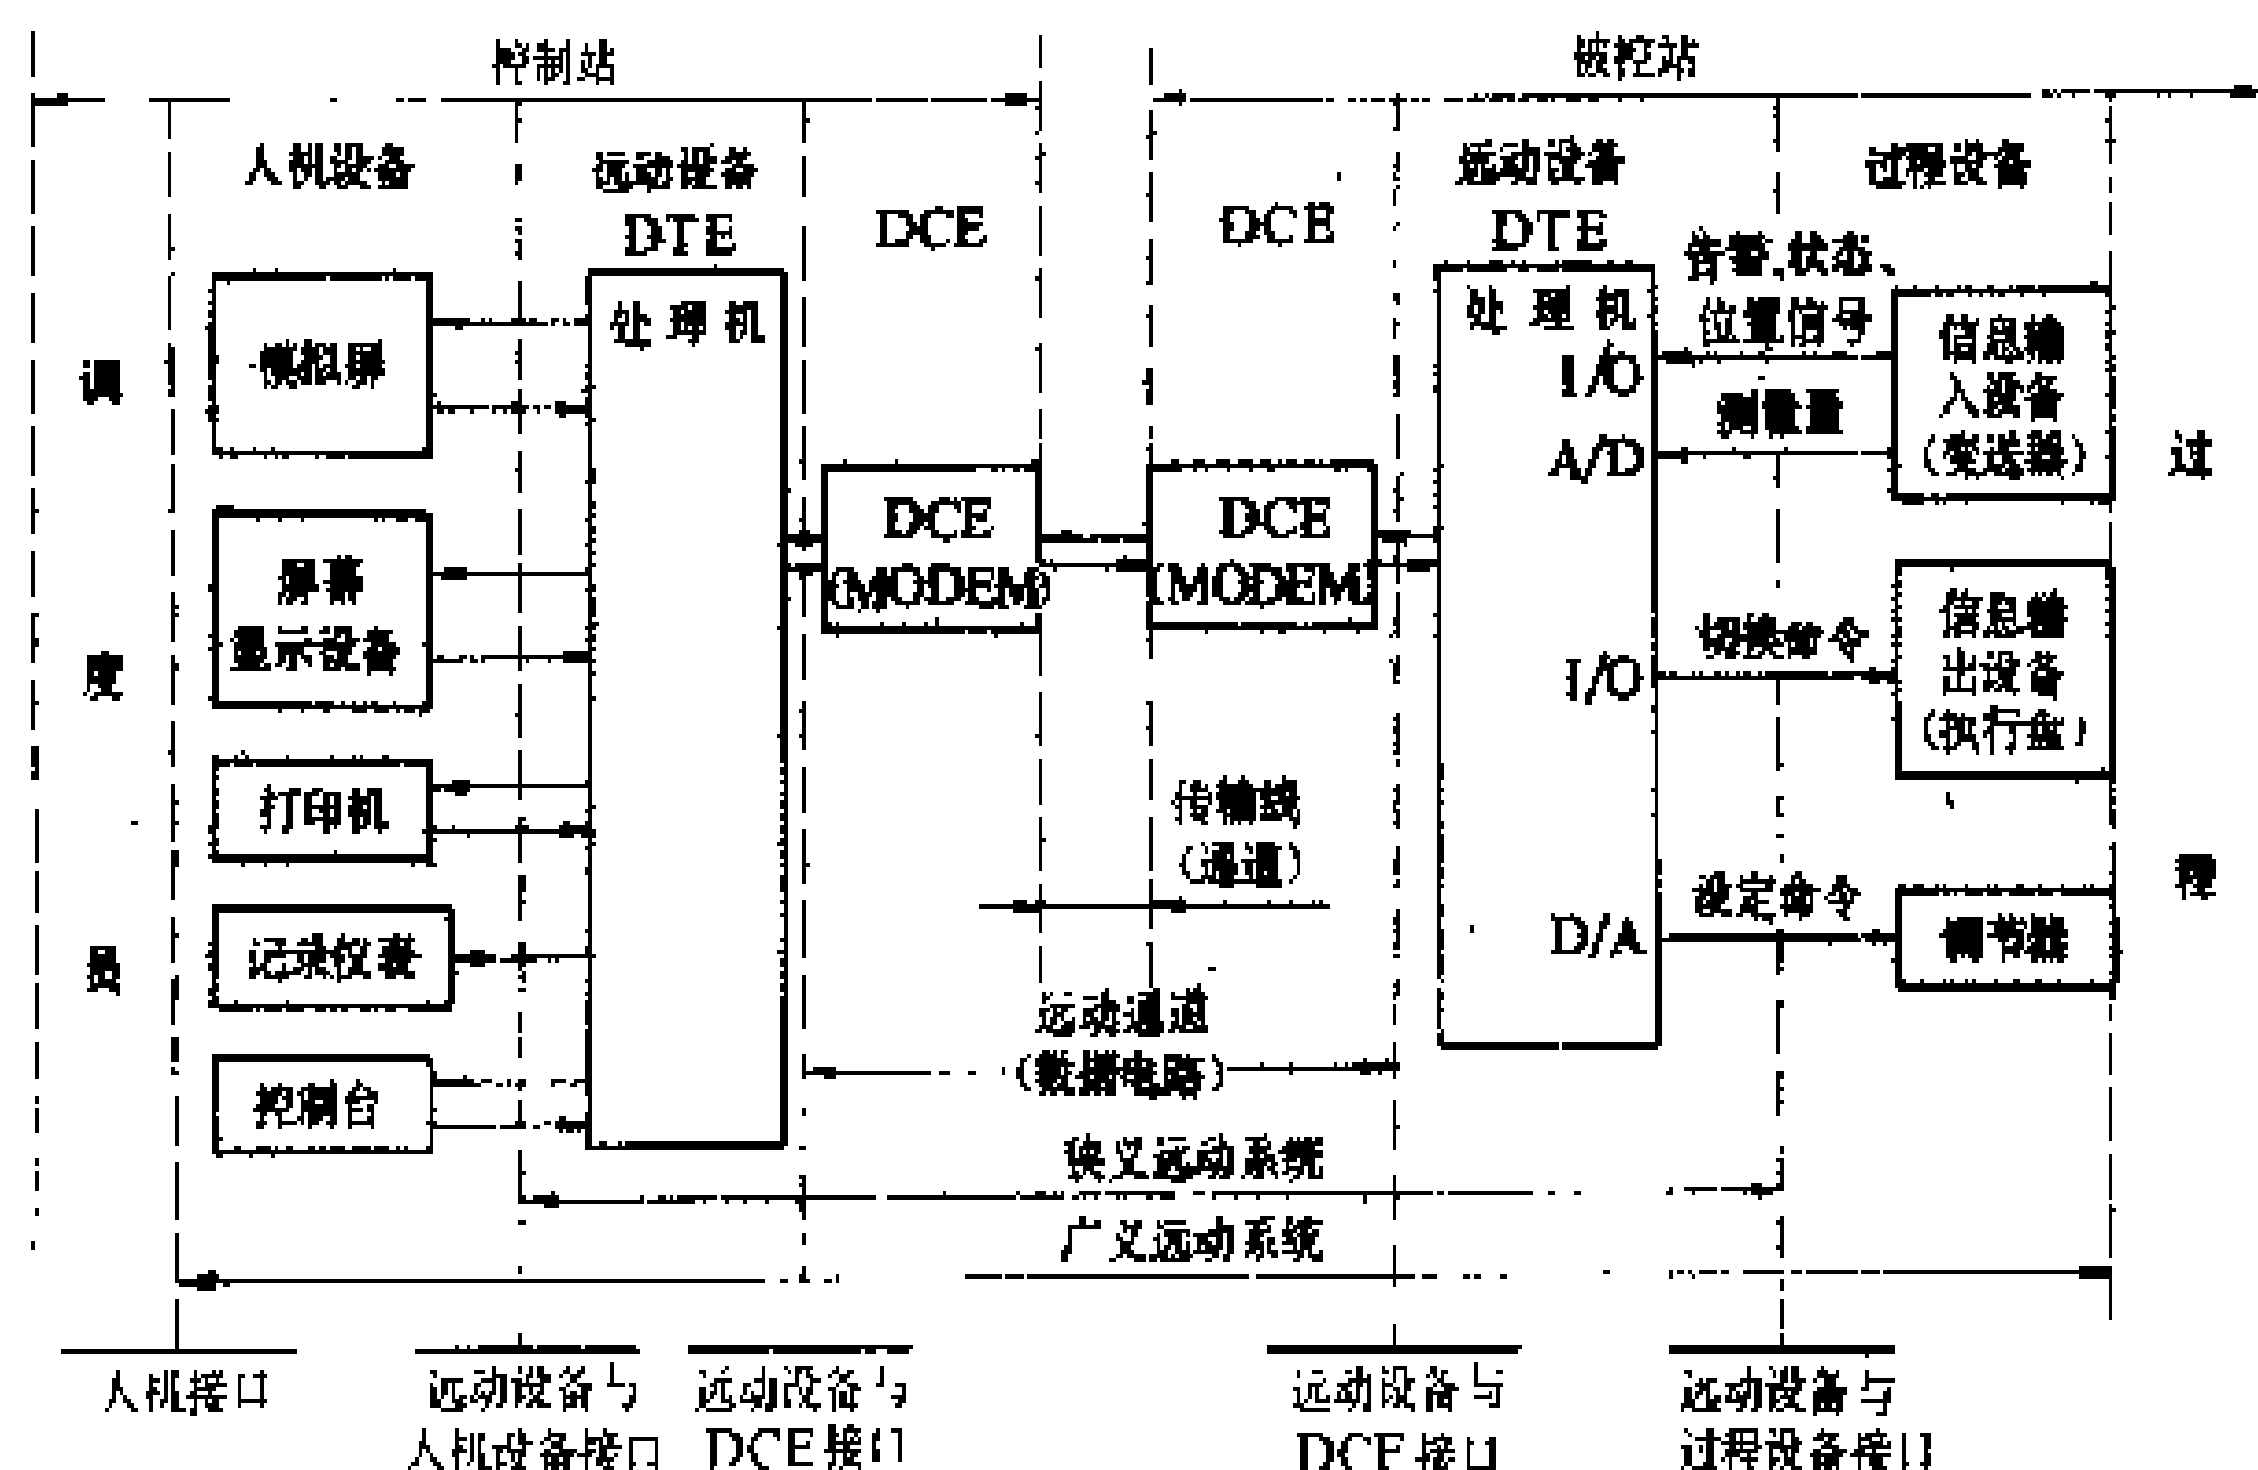 控制站
被控站
人机设备
远动设备
DTE
DCE
DCE
远动设备
DTE
过程设备
告警、状态、
位置信号
模拟屏
处理机
处理机
I/O
信息输
入设备
(变送器)
测量量
A/D
调
度
员
过
程
屏幕
显示设备
DCE
(MODEM)
DCE
(MODEM)
切换命令
I/O
信息输
出设备
(执行盘)
打印机
传输线
(通道)
设定命令
D/A
调节器
记录仪表
远动通道
(数据电路)
控制台
狭义远动系统
广义远动系统
人机接口
远动设备与
人机设备接口
远动设备与
DCE接口
远动设备与
DCE接口
远动设备与
过程设备接口